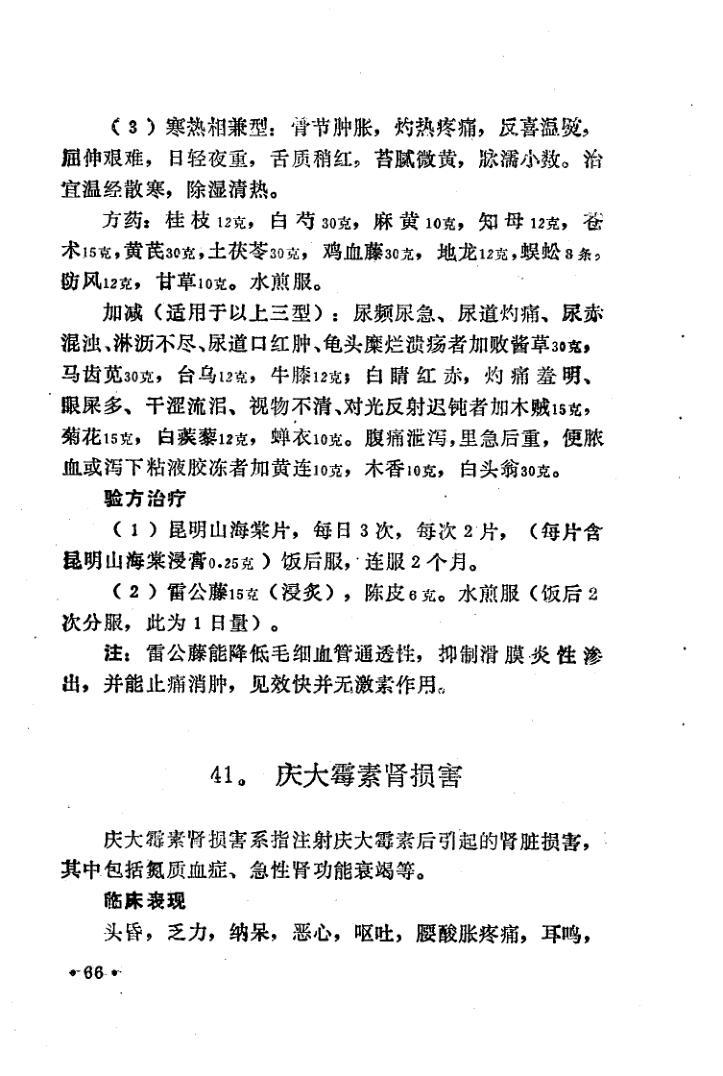 （3）寒热相兼型：骨节肿胀，灼热疼痛，反喜温熨，
屈伸艰难，日轻夜重，舌质稍红，苔腻微黄，脉濡小数。治
宜温经散寒，除湿清热。
方药：桂枝12克，白芍30克，麻黄10克，知母12克，苍
术15克，黄芪30克，土茯苓30克，鸡血藤30克，地龙12克，蜈蚣8条，
防风12克，甘草10克。水煎服。
加减（适用于以上三型）：尿频尿急、尿道灼痛、尿赤
混浊、淋沥不尽、尿道口红肿、龟头糜烂溃疡者加败酱草30克，
马齿苋30克，台乌12克，牛膝12克；白睛红赤，灼痛羞明、
眼屎多、干涩流泪、视物不清、对光反射迟钝者加木贼15克，
菊花15克，白蒺藜12克，蝉衣10克。腹痛泄泻，里急后重，便脓
血或泻下粘液胶冻者加黄连10克，木香10克，白头翁30克。
验方治疗
（1）昆明山海棠片，每日3次，每次2片，（每片含
昆明山海棠浸膏0.25克）饭后服，连服2个月。
（2）雷公藤15克（浸炙），陈皮6克。水煎服（饭后2
次分服，此为1日量）。
注：雷公藤能降低毛细血管通透性，抑制滑膜炎性渗
出，并能止痛消肿，见效快并无激素作用。
41。庆大霉素肾损害
庆大霉素肾损害系指注射庆大霉素后引起的肾脏损害，
其中包括氮质血症、急性肾功能衰竭等。
临床表现
头昏，乏力，纳呆，恶心，呕吐，腰酸胀疼痛，耳鸣，
•66•